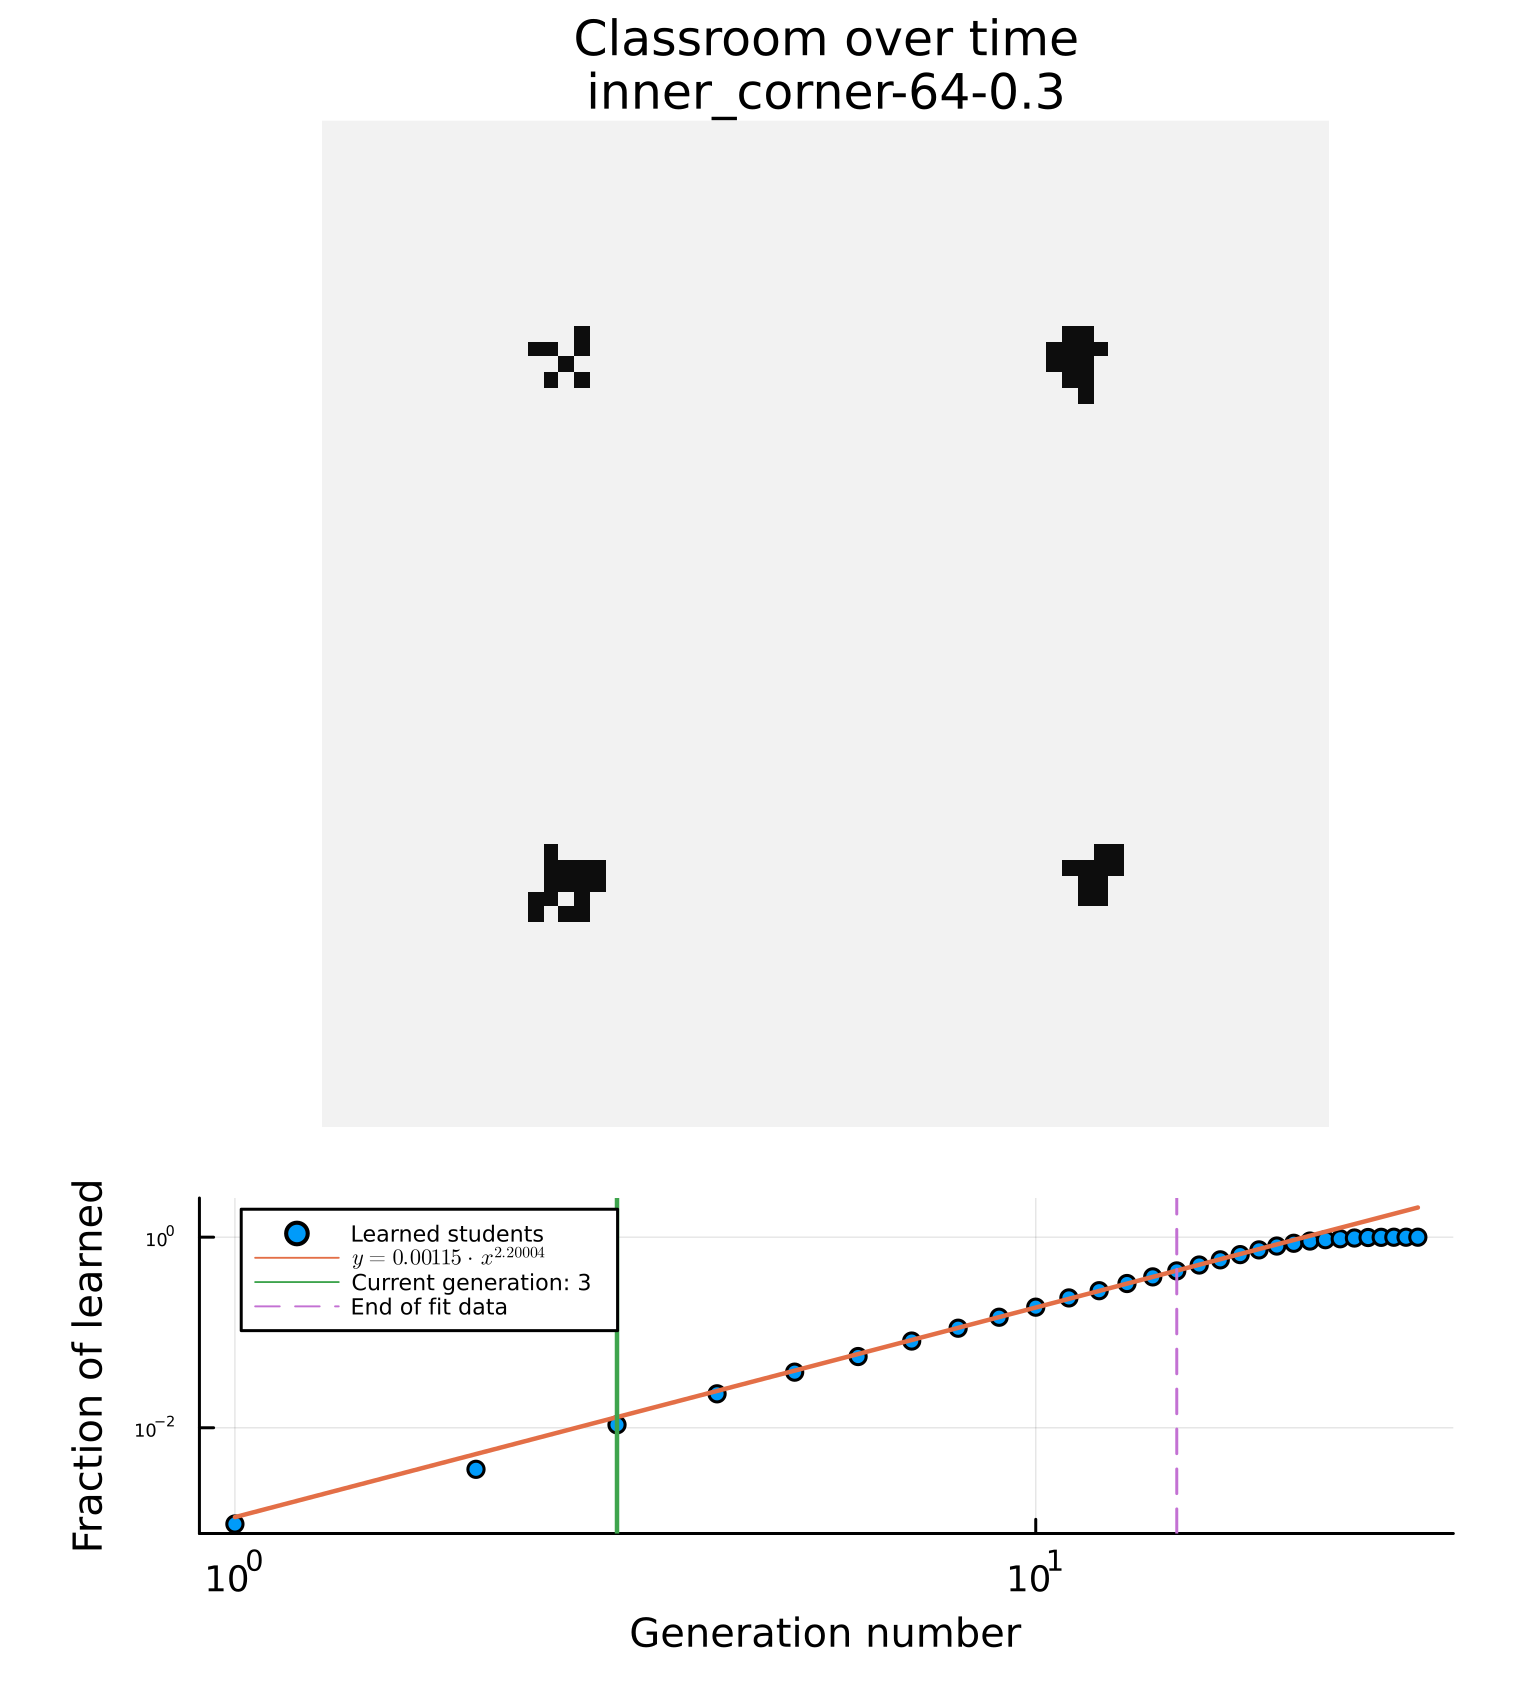 Classroom over time
inner_corner-64-0.3
Fraction of learned
10^0
10^−2
Learned students
y = 0.00115 · x^2.20004
Current generation: 3
End of fit data
10^0
10^1
Generation number